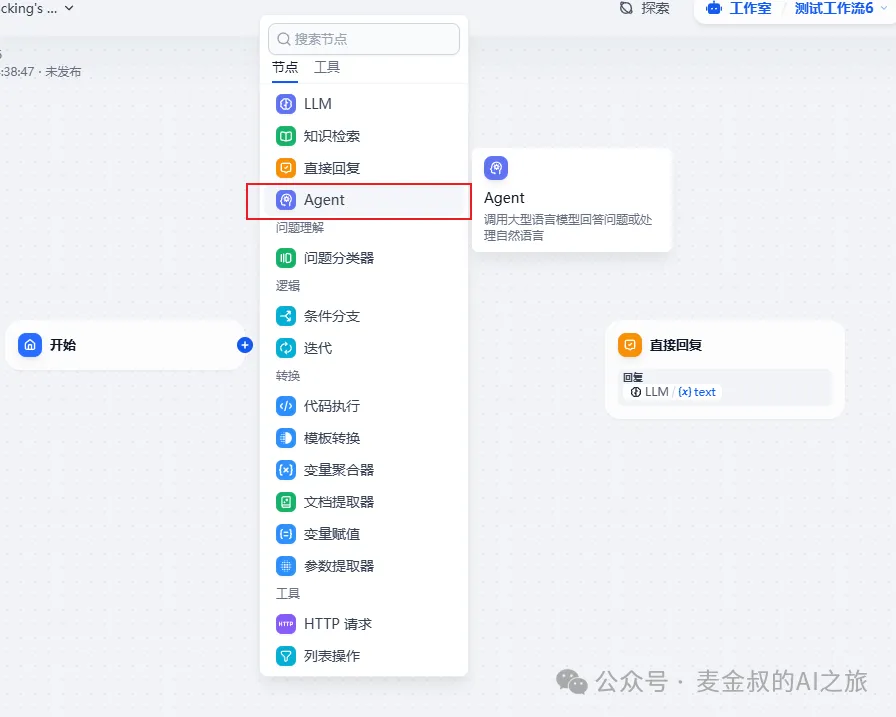 cking's ...
探索
工作室 / 测试工作流6
:38:47 · 未发布
搜索节点
节点 工具
LLM
知识检索
直接回复
Agent
问题理解
问题分类器
逻辑
条件分支
迭代
转换
代码执行
模板转换
变量聚合器
文档提取器
变量赋值
参数提取器
工具
HTTP 请求
列表操作
Agent
调用大型语言模型回答问题或处
理自然语言
开始
直接回复
回复
LLM / {x} text
公众号 · 麦金叔的AI之旅